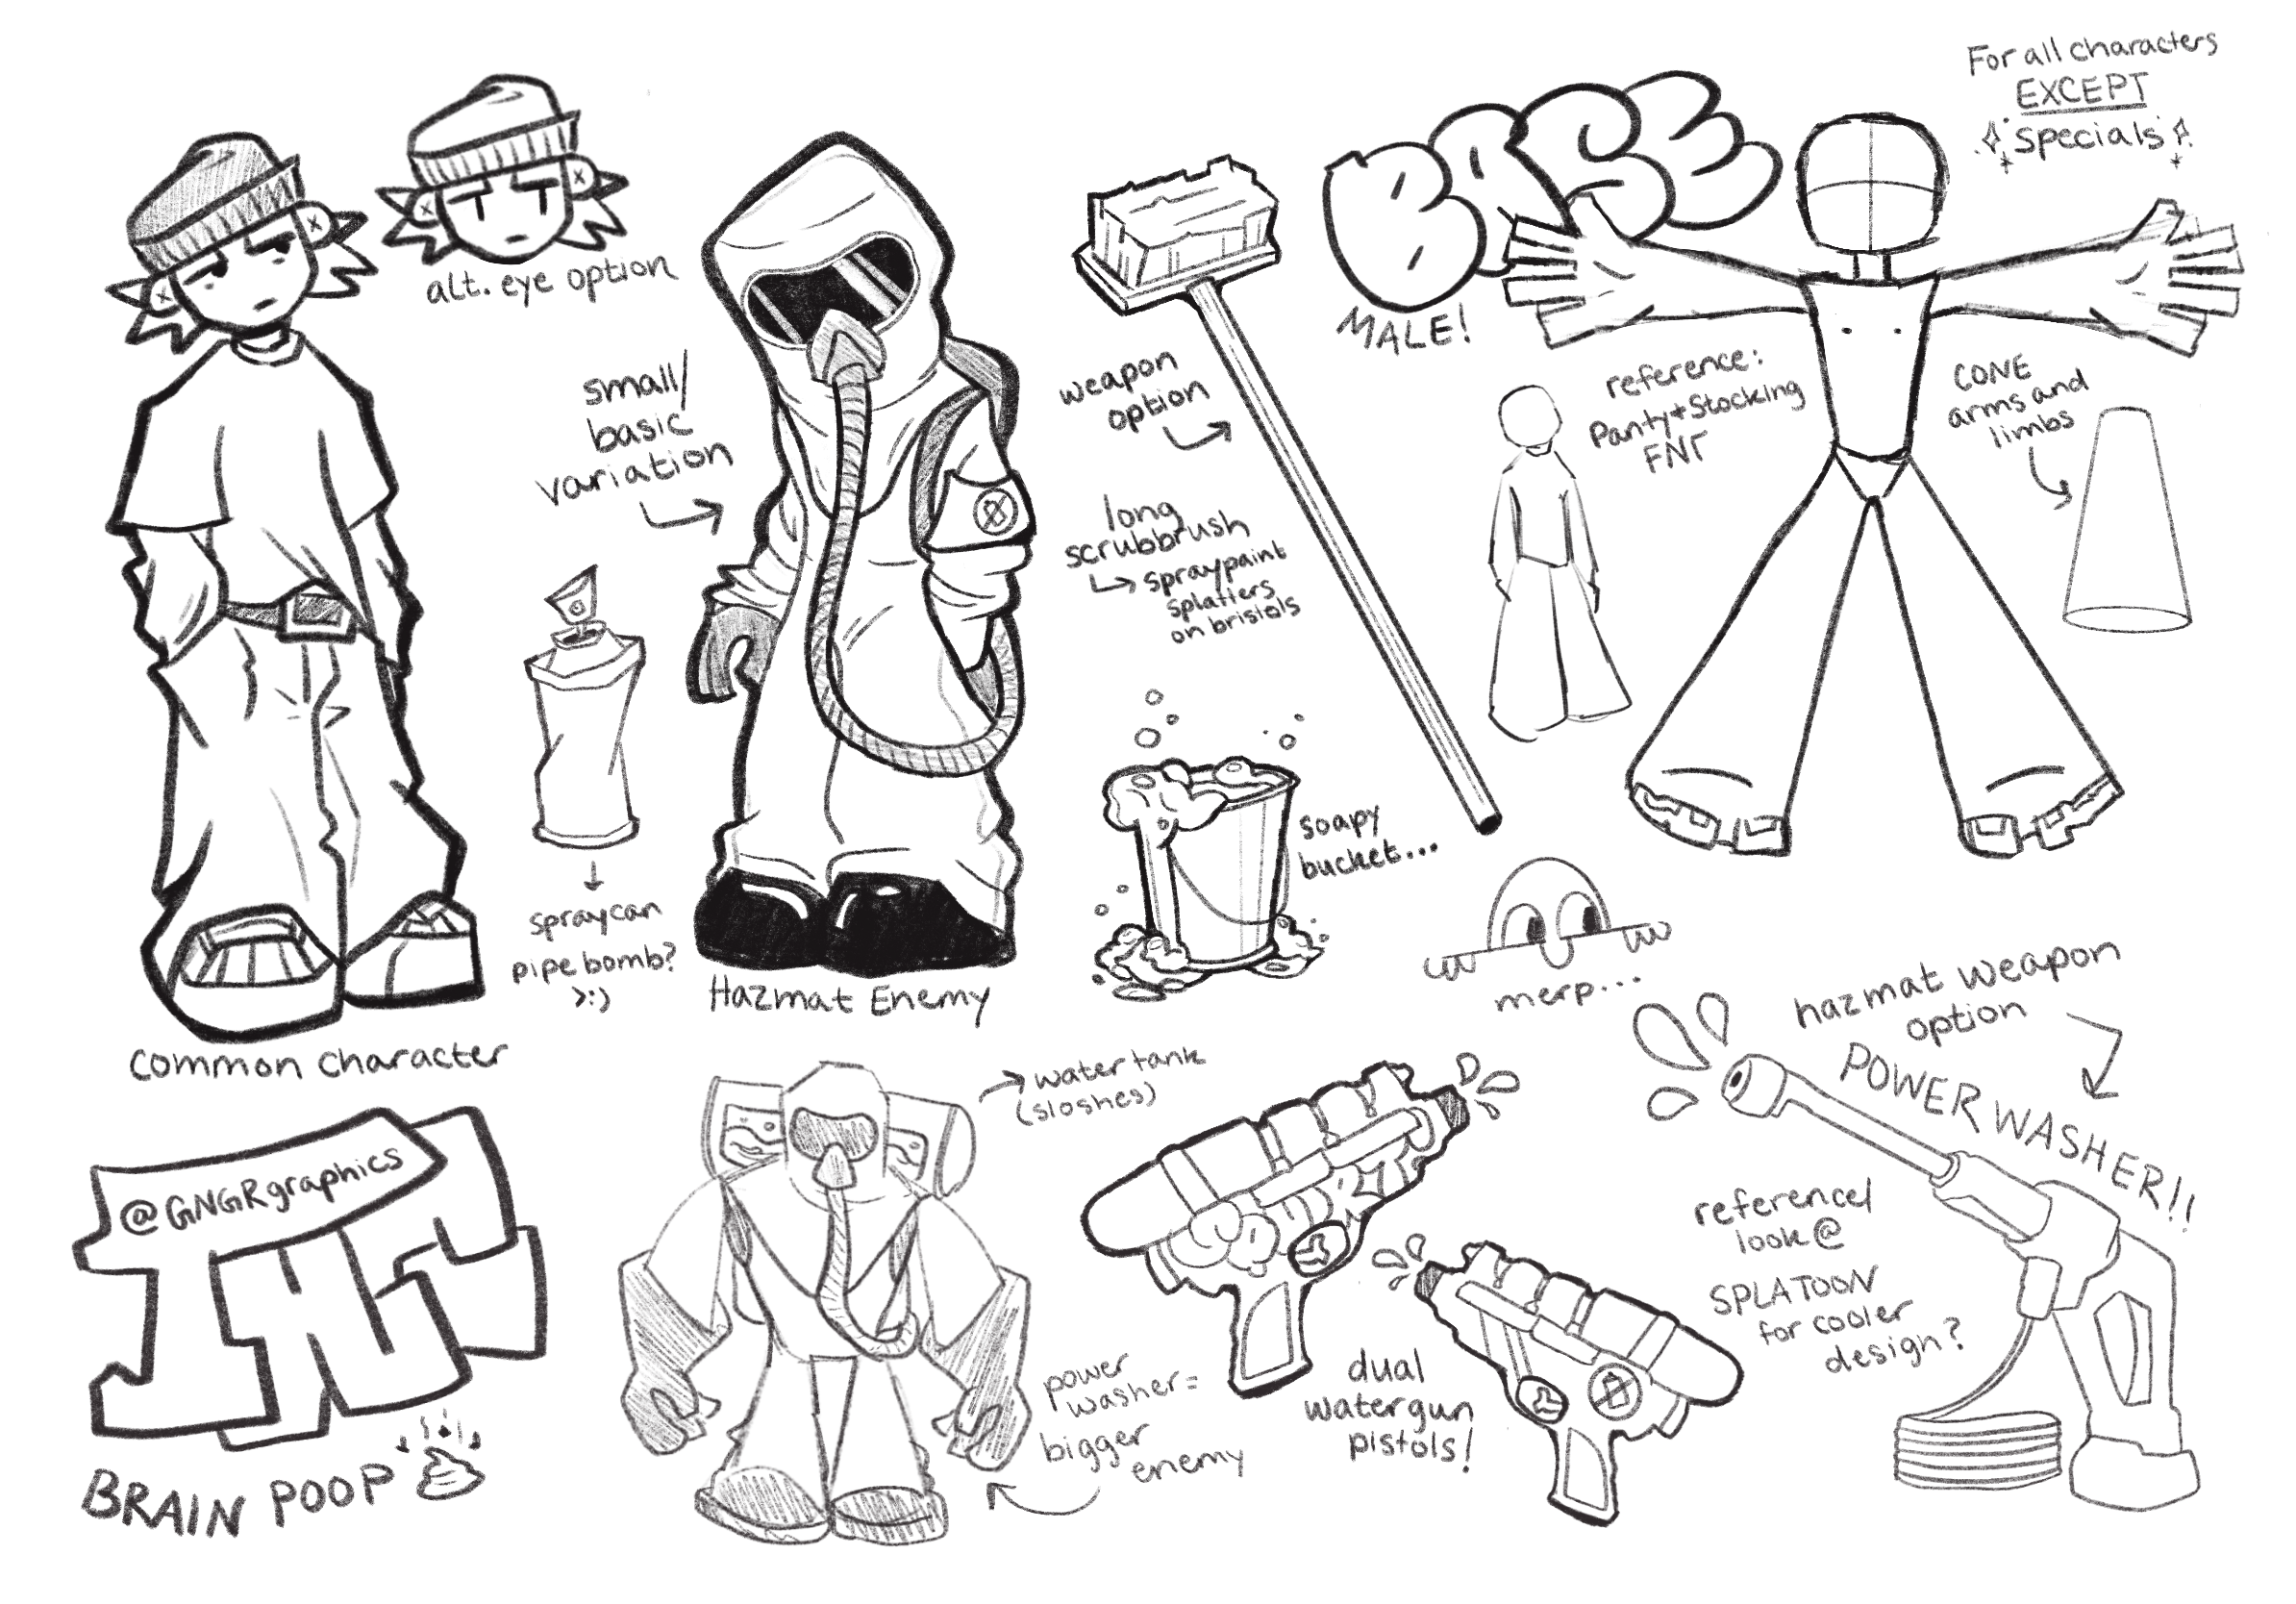 For all characters
EXCEPT
specials
BASE
MALE!
alt. eye option
small/
basic
variation
weapon
option
reference:
Panty+Stocking
FNF
CONE
arms and
limbs
long
scrubbrush
spraypaint
splatters
on bristols
soapy
bucket...
spraycan
pipe bomb?
>:)
Hazmat Enemy
merp...
common character
hazmat weapon
option
POWER WASHER!!
water tank
(sloshes)
@GNGRgraphics
reference/
look@
SPLATOON
for cooler
design?
dual
watergun
pistols!
power
washer=
bigger
enemy
BRAIN POOP